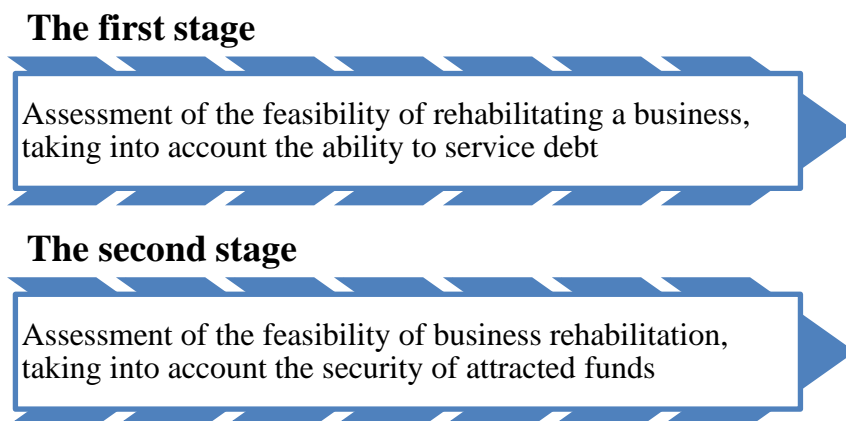 The first stage
Assessment of the feasibility of rehabilitating a business,
taking into account the ability to service debt
The second stage
Assessment of the feasibility of business rehabilitation,
taking into account the security of attracted funds